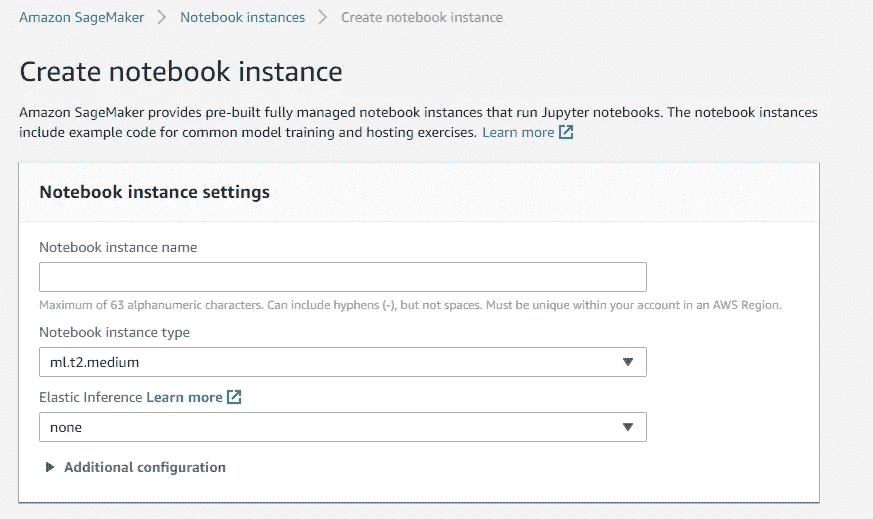 Amazon SageMaker > Notebook instances > Create notebook instance
Create notebook instance
Amazon SageMaker provides pre-built fully managed notebook instances that run Jupyter notebooks. The notebook instances
include example code for common model training and hosting exercises. Learn more
Notebook instance settings
Notebook instance name
Maximum of 63 alphanumeric characters. Can include hyphens (-), but not spaces. Must be unique within your account in an AWS Region.
Notebook instance type
ml.t2.medium
Elastic Inference Learn more
none
Additional configuration